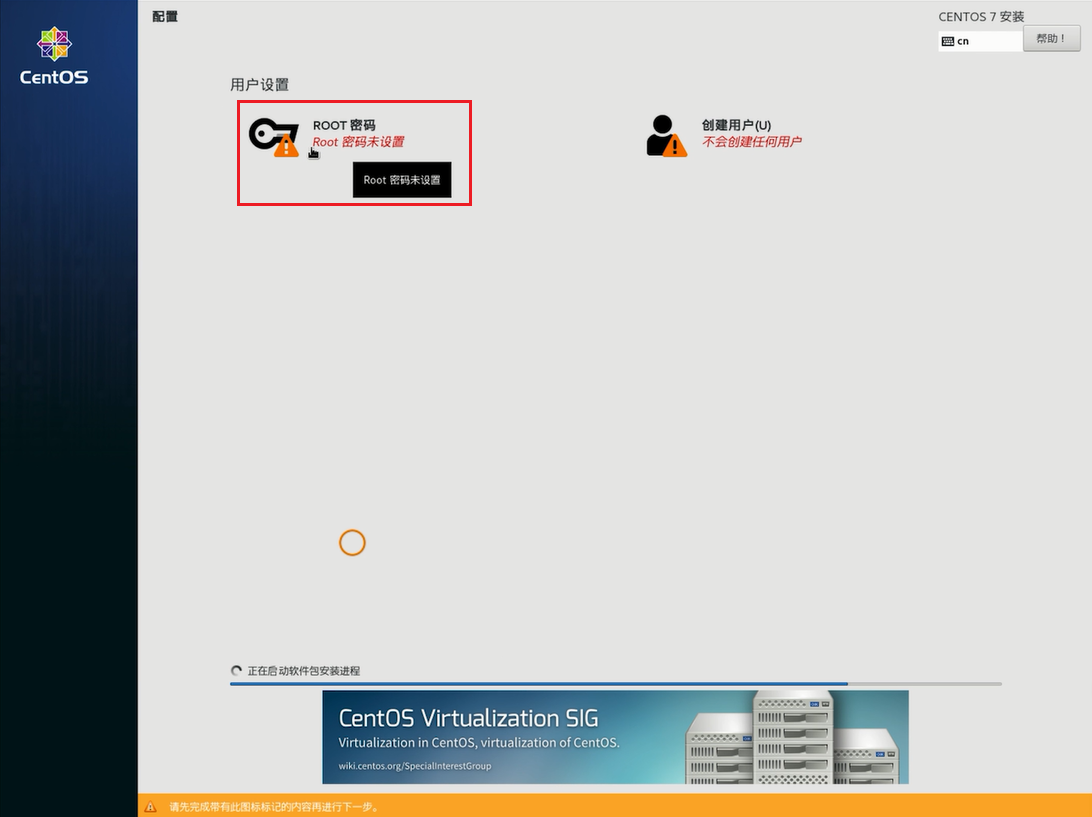 CentOS
配置
CENTOS 7 安装
cn
帮助！
用户设置
ROOT 密码
Root 密码未设置
Root 密码未设置
创建用户(U)
不会创建任何用户
正在启动软件包安装进程
CentOS Virtualization SIG
Virtualization in CentOS, virtualization of CentOS.
wiki.centos.org/SpecialInterestGroup
请先完成带有此图标标记的内容再进行下一步。